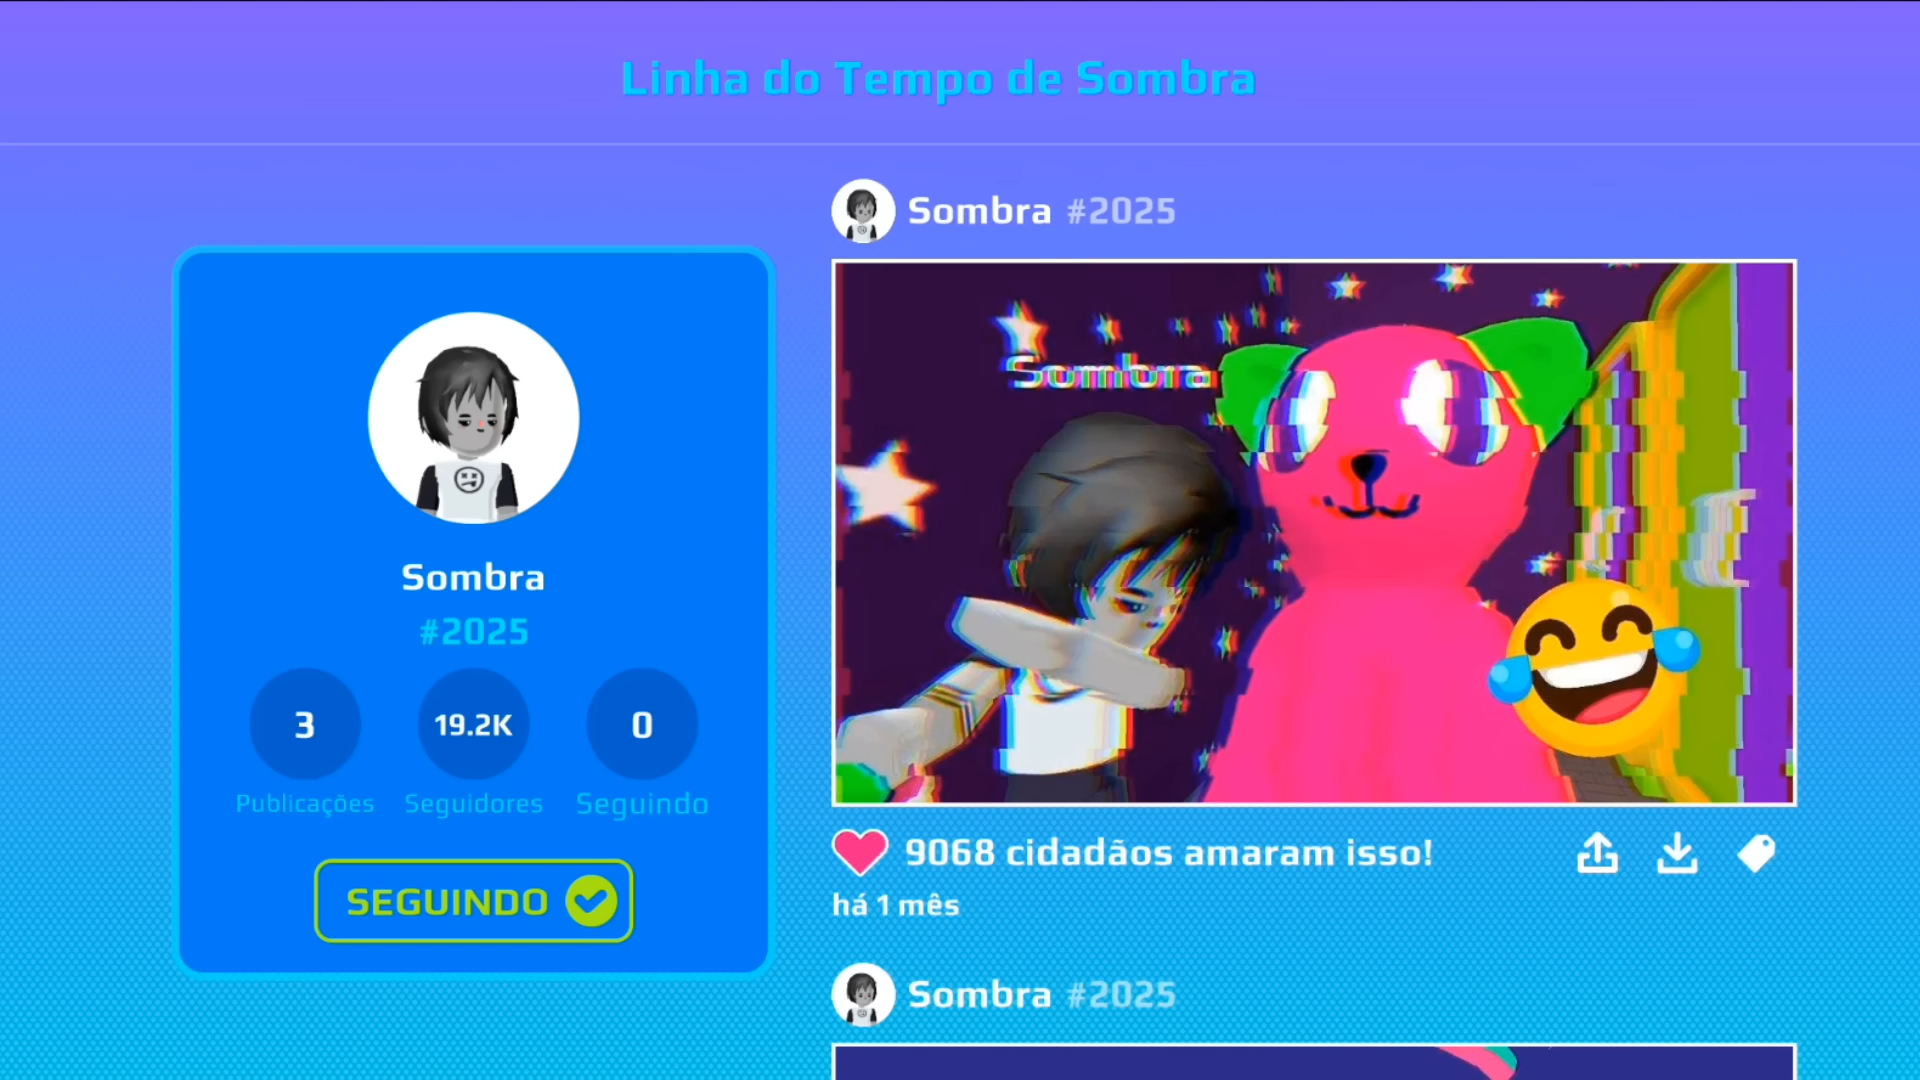 Linha do Tempo de Sombra
Sombra
#2025
3
19.2K
0
Publicações
Seguidores
Seguindo
SEGUINDO
Sombra #2025
Sombra
9068 cidadãos amaram isso!
há 1 mês
Sombra #2025